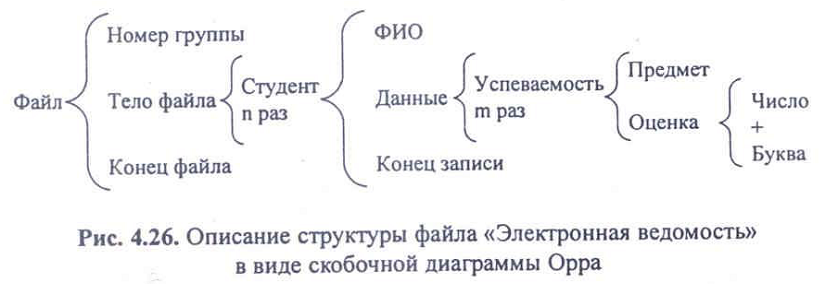 Файл
Номер группы
Тело файла
Конец файла
Студент
n раз
ФИО
Данные
Конец записи
Успеваемость
m раз
Предмет
Оценка
Число
+
Буква
Рис. 4.26. Описание структуры файла «Электронная ведомость»
в виде скобочной диаграммы Орра